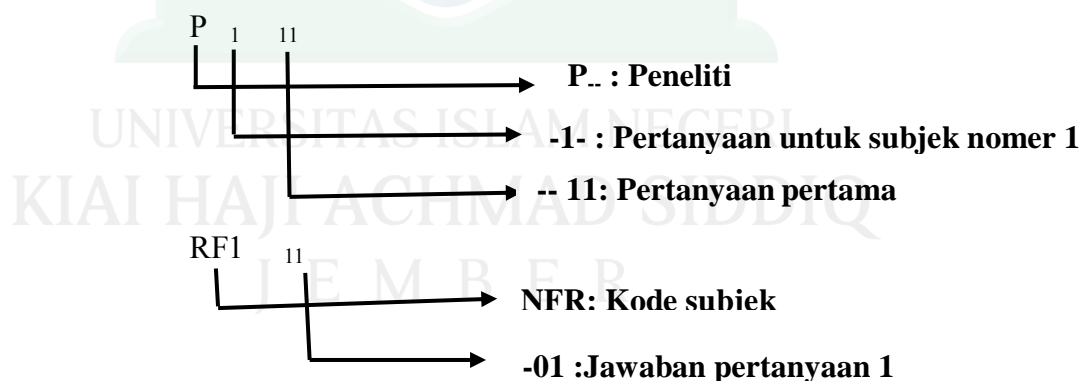 P 1 11
P-- : Peneliti
UNIVERSITAS ISLAM NEGERI
-1- : Pertanyaan untuk subjek nomer 1
KIAI HAJI ACHMAD SIDDIQ
-- 11: Pertanyaan pertama
RF1 11
J E M B E R
NFR: Kode subjek
-01 :Jawaban pertanyaan 1